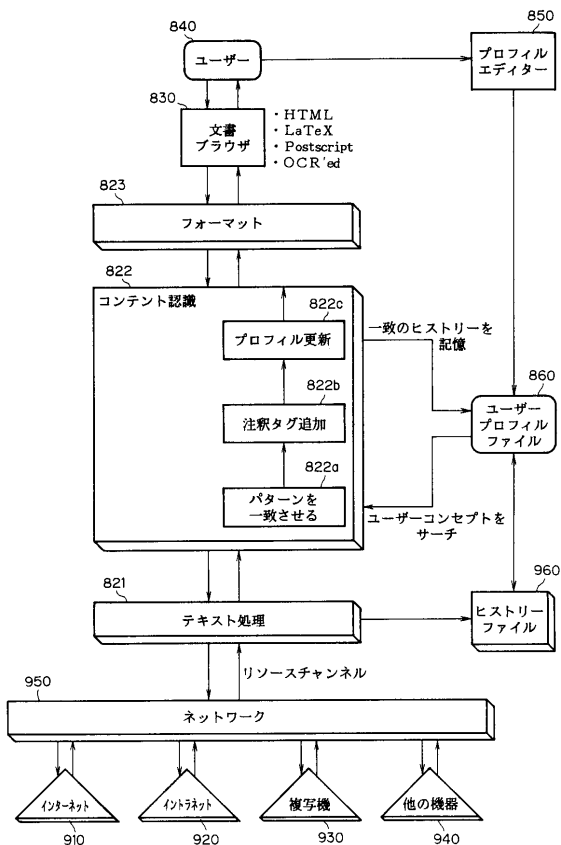 840
ユーザー
850
プロフィル
エディター
830
文書
ブラウザ
・HTML
・LaTeX
・Postscript
・OCR'ed
823
フォーマット
822
コンテント認識
822c
プロフィル更新
一致のヒストリーを
記憶
822b
注釈タグ追加
860
ユーザー
プロフィル
ファイル
822a
パターンを
一致させる
ユーザーコンセプトを
サーチ
821
テキスト処理
960
ヒストリー
ファイル
リソースチャンネル
950
ネットワーク
インターネット
910
イントラネット
920
複写機
930
他の機器
940